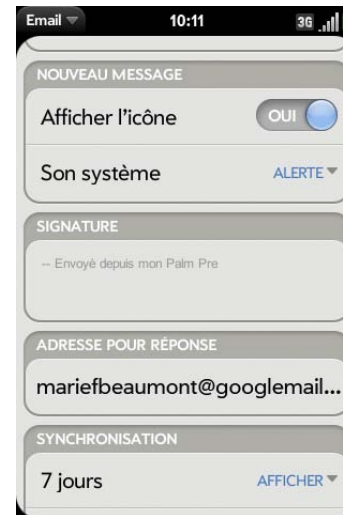 Email 10:11 3G
NOUVEAU MESSAGE
Afficher l'icône OUI
Son système ALERTE
SIGNATURE
-- Envoyé depuis mon Palm Pre
ADRESSE POUR RÉPONSE
mariefbeaumont@googlemail...
SYNCHRONISATION
7 jours AFFICHER